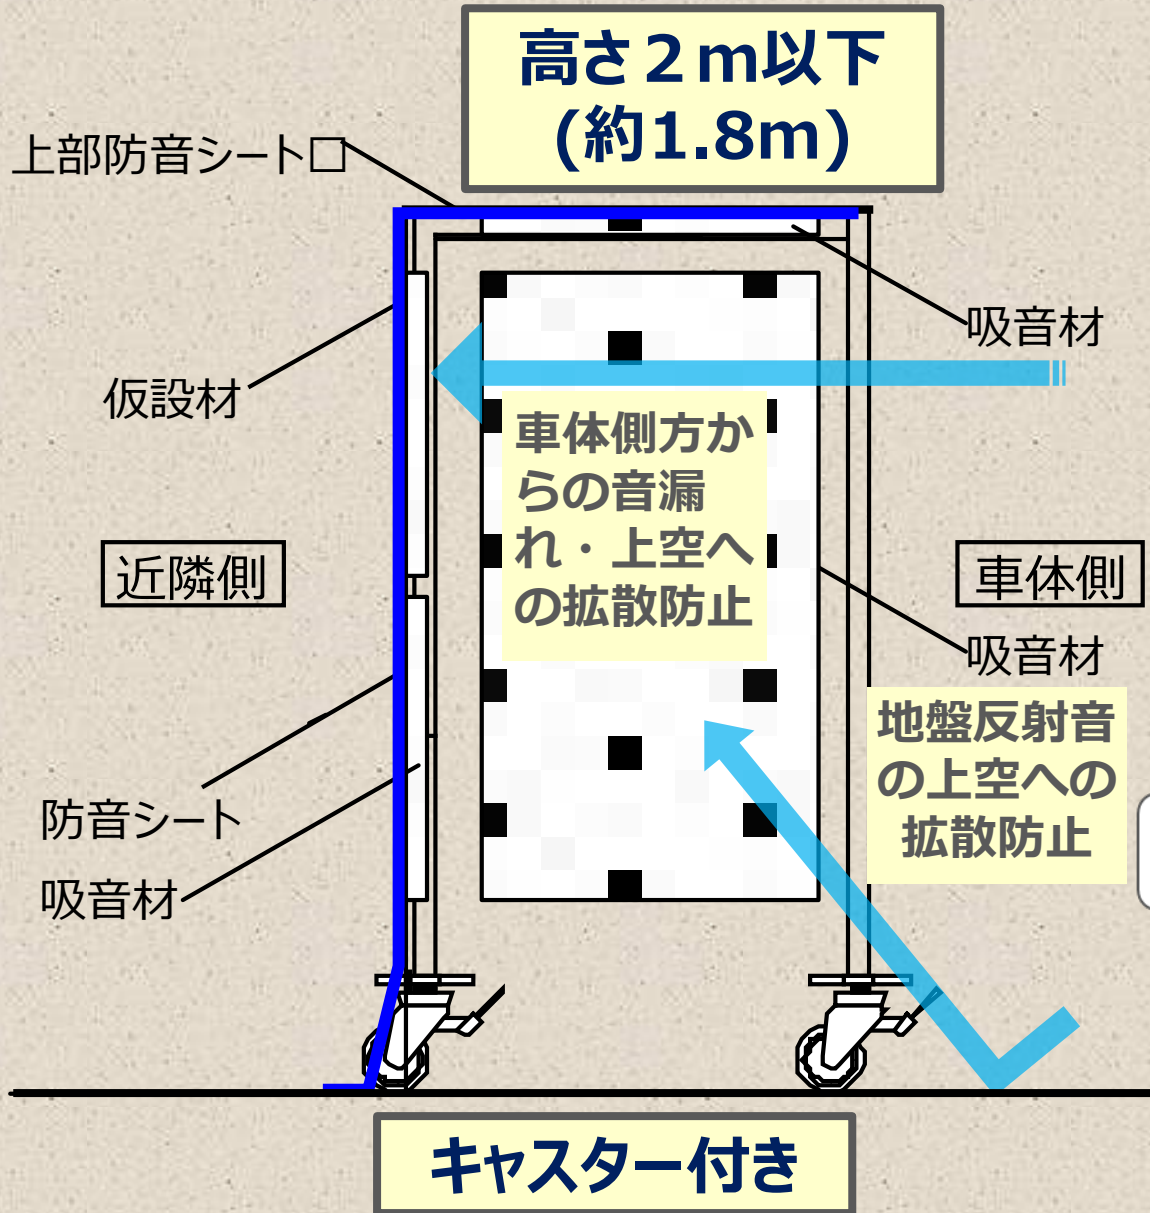 高さ２ｍ以下
(約1.8m)
上部防音シート□
吸音材
仮設材
車体側方か
らの音漏
れ・上空へ
の拡散防止
近隣側
車体側
吸音材
地盤反射音
の上空への
拡散防止
防音シート
吸音材
キャスター付き